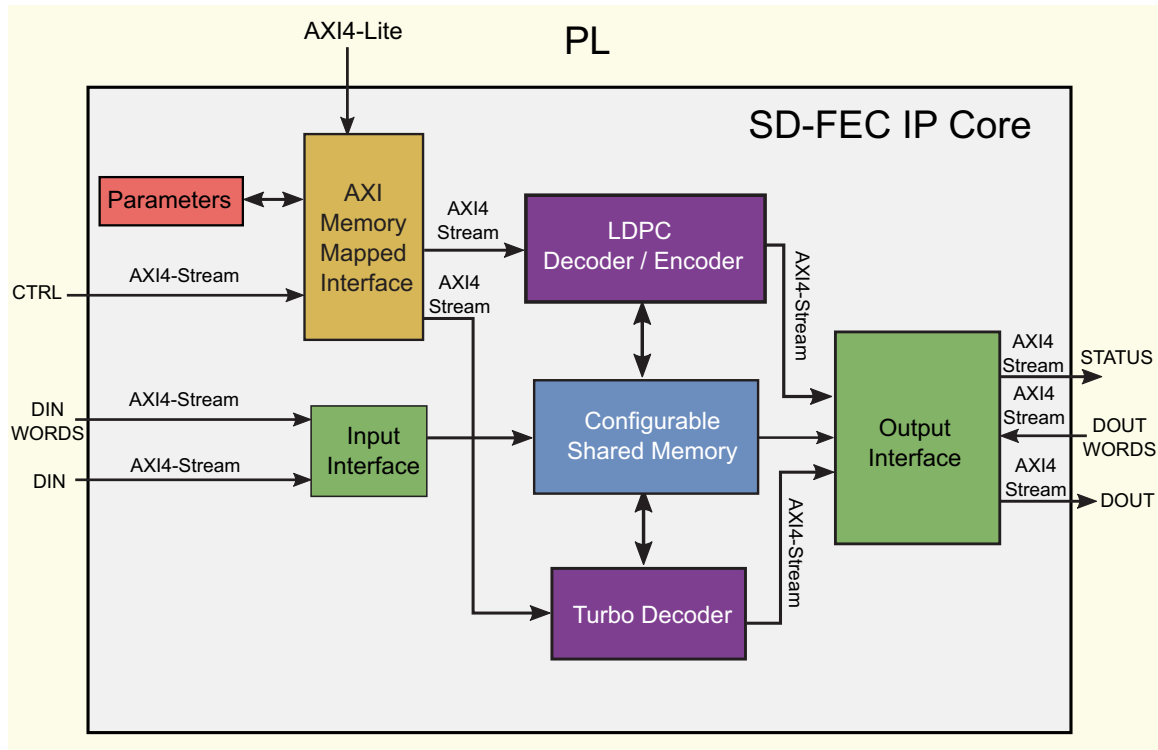 AXI4-Lite
PL
SD-FEC IP Core
Parameters
AXI
Memory
Mapped
Interface
AXI4
Stream
LDPC
Decoder / Encoder
AXI4-Stream
CTRL
AXI4-Stream
AXI4
Stream
AXI4
Stream
STATUS
DIN
WORDS
AXI4-Stream
Input
Interface
Configurable
Shared Memory
Output
Interface
AXI4
Stream
DOUT
WORDS
DIN
AXI4-Stream
AXI4
Stream
DOUT
AXI4-Stream
Turbo Decoder